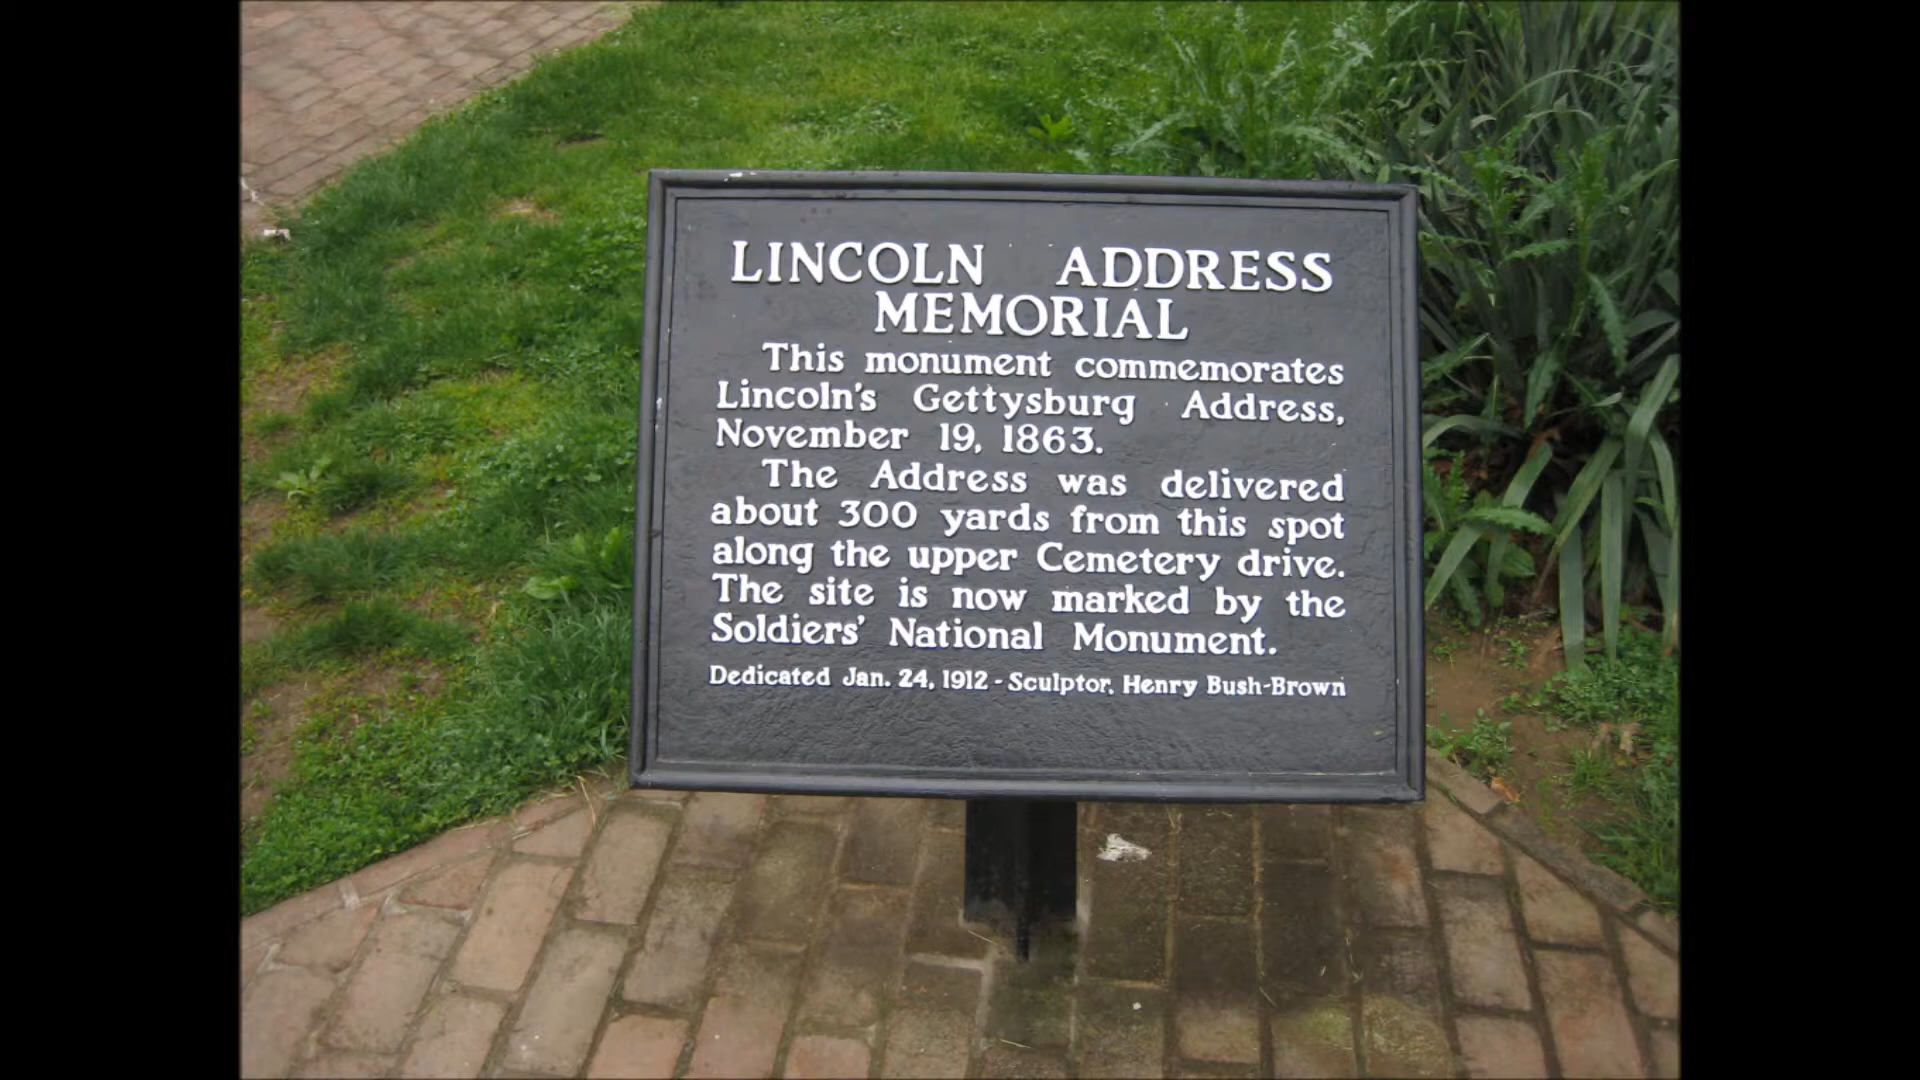 LINCOLN ADDRESS
MEMORIAL
This monument commemorates
Lincoln's Gettysburg Address,
November 19, 1863.
The Address was delivered
about 300 yards from this spot
along the upper Cemetery drive.
The site is now marked by the
Soldiers' National Monument.
Dedicated Jan. 24, 1912 - Sculptor, Henry Bush-Brown